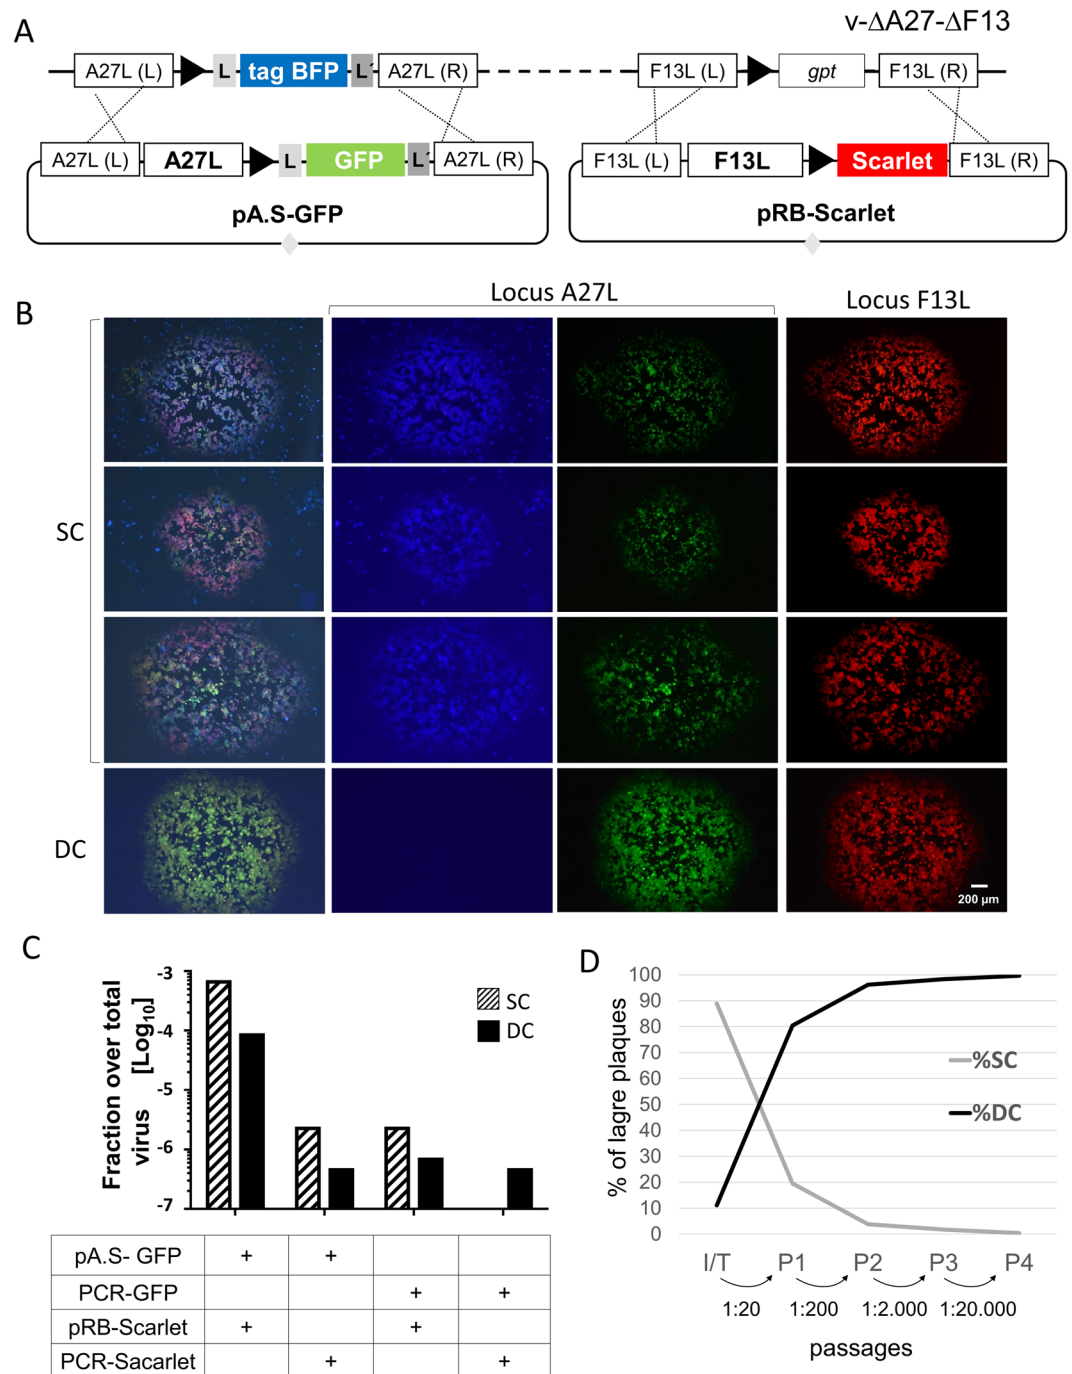 A
v-ΔA27-ΔF13
A27L (L) L tag BFP L´ A27L (R) F13L (L) gpt F13L (R)
A27L (L) A27L L GFP L´ A27L (R) F13L (L) F13L Scarlet F13L (R)
pA.S-GFP pRB-Scarlet
B
Locus A27L Locus F13L
SC
DC
200 μm
C
Fraction over total
virus [Log10]
-3
-4
-5
-6
-7
SC
DC
pA.S- GFP + +
PCR-GFP + +
pRB-Scarlet + +
PCR-Sacarlet + +
D
% of lagre plaques
100
90
80
70
60
50
40
30
20
10
0
%SC
%DC
I/T P1 P2 P3 P4
1:20 1:200 1:2.000 1:20.000
passages